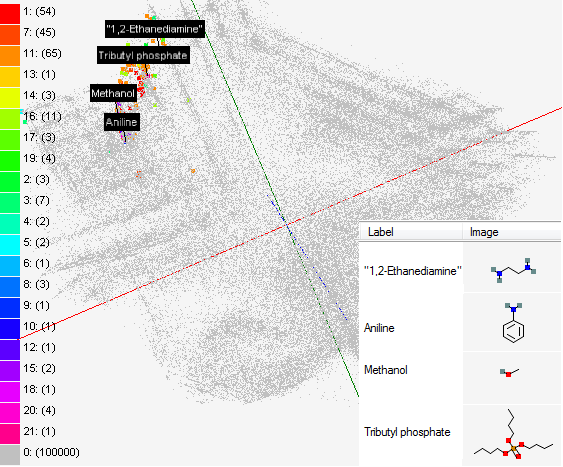 1: (54)
7: (45)
11: (65)
13: (1)
14: (3)
16: (11)
17: (3)
19: (4)
2: (3)
3: (7)
4: (2)
5: (2)
6: (1)
8: (3)
9: (1)
10: (1)
12: (1)
15: (2)
18: (1)
20: (4)
21: (1)
0: (100000)
"1,2-Ethanediamine"
Tributyl phosphate
Methanol
Aniline
Label Image
"1,2-Ethanediamine"
Aniline
Methanol
Tributyl phosphate